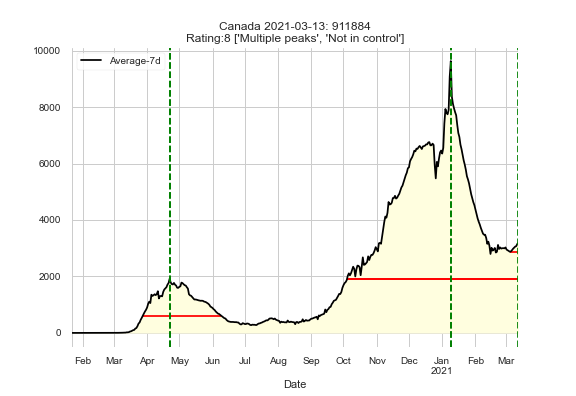 Canada 2021-03-13: 911884
Rating:8 ['Multiple peaks', 'Not in control']
Average-7d
10000
8000
6000
4000
2000
0
Feb Mar Apr May Jun Jul Aug Sep Oct Nov Dec Jan Feb Mar
2021
Date